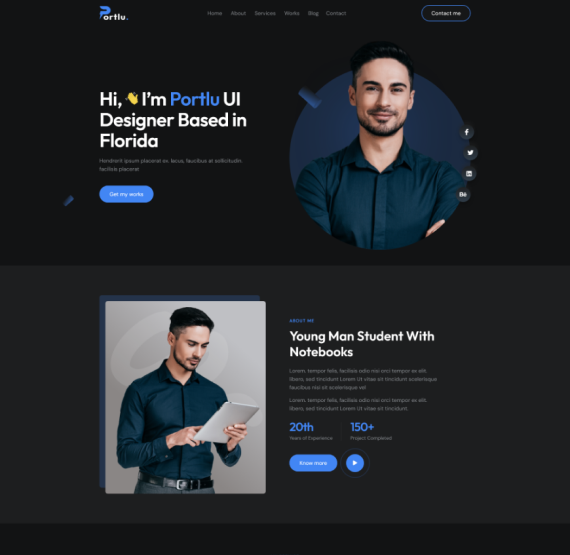 Portlu.
Home About Services Works Blog Contact
Contact me
Hi, 👋 I'm Portlu UI
Designer Based in
Florida
Hendrerit ipsum placerat ex. lacus, faucibus at sollicitudin
facilisis placerat
Get my works
Bē
ABOUT ME
Young Man Student With
Notebooks
Lorem, tempor felis, facilisis odio nisi orci tempor ex elit.
libero, sed tincidunt Lorem Ut vitae sit tincidunt lorem
faucibus nisl sit scelerisque vel
Lorem, tempor felis, facilisis odio nisi orci tempor ex elit.
libero, sed tincidunt Lorem Ut vitae sit tincidunt.
20th 150+
Years of Experience Project Completed
Know more